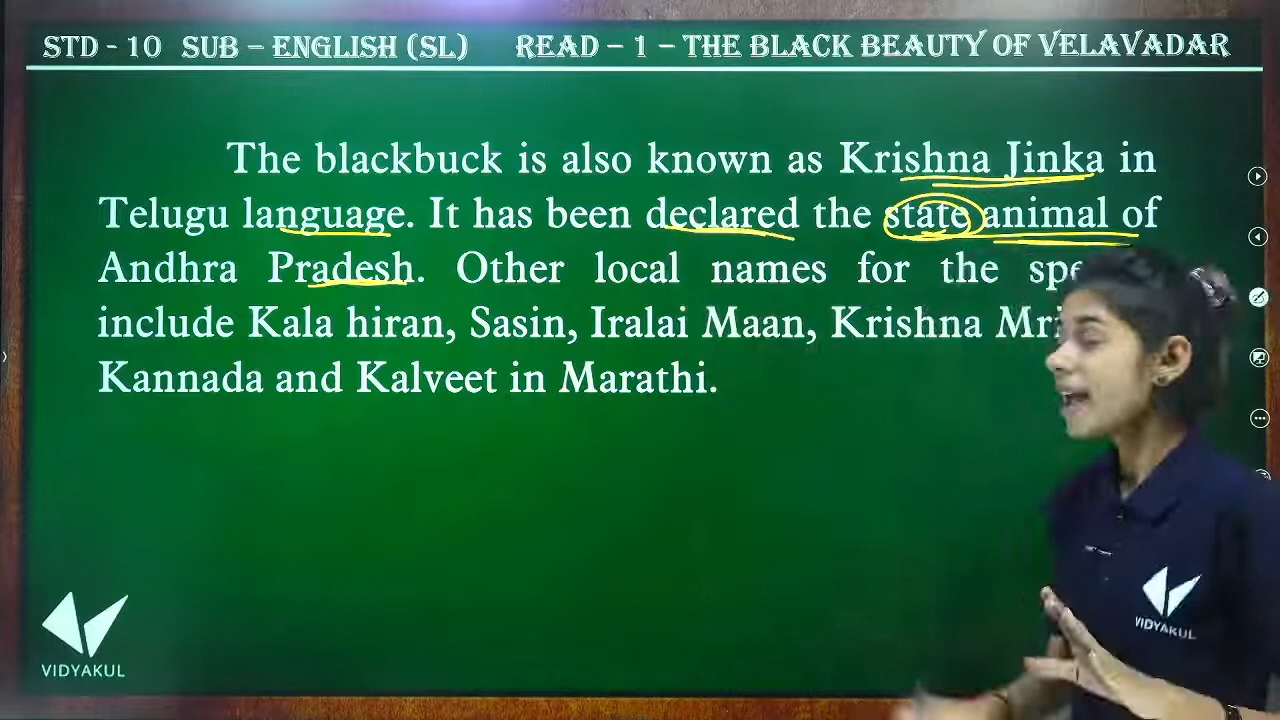 STD - 10 SUB – ENGLISH (SL) READ – 1 – THE BLACK BEAUTY OF VELAVADAR
The blackbuck is also known as Krishna Jinka in
Telugu language. It has been declared the state animal of
Andhra Pradesh. Other local names for the
include Kala hiran, Sasin, Iralai Maan, Krishna
Kannada and Kalveet in Marathi.
VIDYAKUL
VIDYAKUL